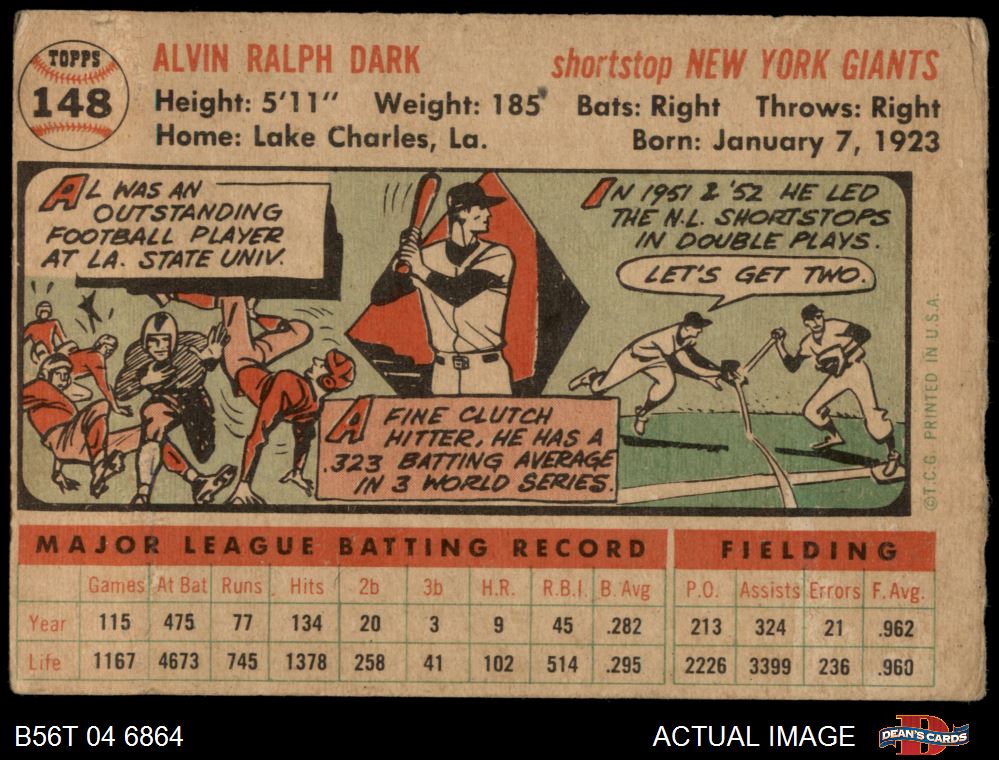 TOPPS
148
ALVIN RALPH DARK
shortstop NEW YORK GIANTS
Height: 5'11" Weight: 185 Bats: Right Throws: Right
Home: Lake Charles, La. Born: January 7, 1923
AL WAS AN
OUTSTANDING
FOOTBALL PLAYER
AT LA. STATE UNIV.
A FINE CLUTCH
HITTER, HE HAS A
.323 BATTING AVERAGE
IN 3 WORLD SERIES.
IN 1951 & '52 HE LED
THE N.L. SHORTSTOPS
IN DOUBLE PLAYS.
LET'S GET TWO.
©T.C.G. PRINTED IN U.S.A.
MAJOR LEAGUE BATTING RECORD FIELDING
Games At Bat Runs Hits 2b 3b H.R. R.B.I. B. Avg P.O. Assists Errors F. Avg.
Year 115 475 77 134 20 3 9 45 .282 213 324 21 .962
Life 1167 4673 745 1378 258 41 102 514 .295 2226 3399 236 .960
B56T 04 6864 ACTUAL IMAGE DEAN'S CARDS